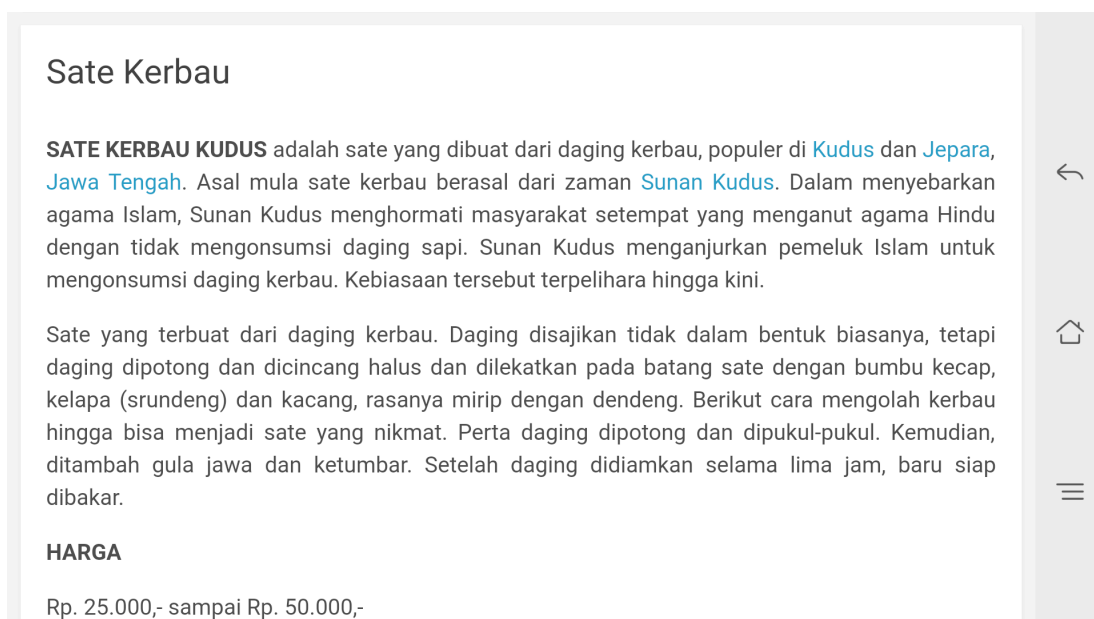 Sate Kerbau
SATE KERBAU KUDUS adalah sate yang dibuat dari daging kerbau, populer di Kudus dan Jepara,
Jawa Tengah. Asal mula sate kerbau berasal dari zaman Sunan Kudus. Dalam menyebarkan
agama Islam, Sunan Kudus menghormati masyarakat setempat yang menganut agama Hindu
dengan tidak mengonsumsi daging sapi. Sunan Kudus menganjurkan pemeluk Islam untuk
mengonsumsi daging kerbau. Kebiasaan tersebut terpelihara hingga kini.
Sate yang terbuat dari daging kerbau. Daging disajikan tidak dalam bentuk biasanya, tetapi
daging dipotong dan dicincang halus dan dilekatkan pada batang sate dengan bumbu kecap,
kelapa (srundeng) dan kacang, rasanya mirip dengan dendeng. Berikut cara mengolah kerbau
hingga bisa menjadi sate yang nikmat. Perta daging dipotong dan dipukul-pukul. Kemudian,
ditambah gula jawa dan ketumbar. Setelah daging didiamkan selama lima jam, baru siap
dibakar.
HARGA
Rp. 25.000,- sampai Rp. 50.000,-